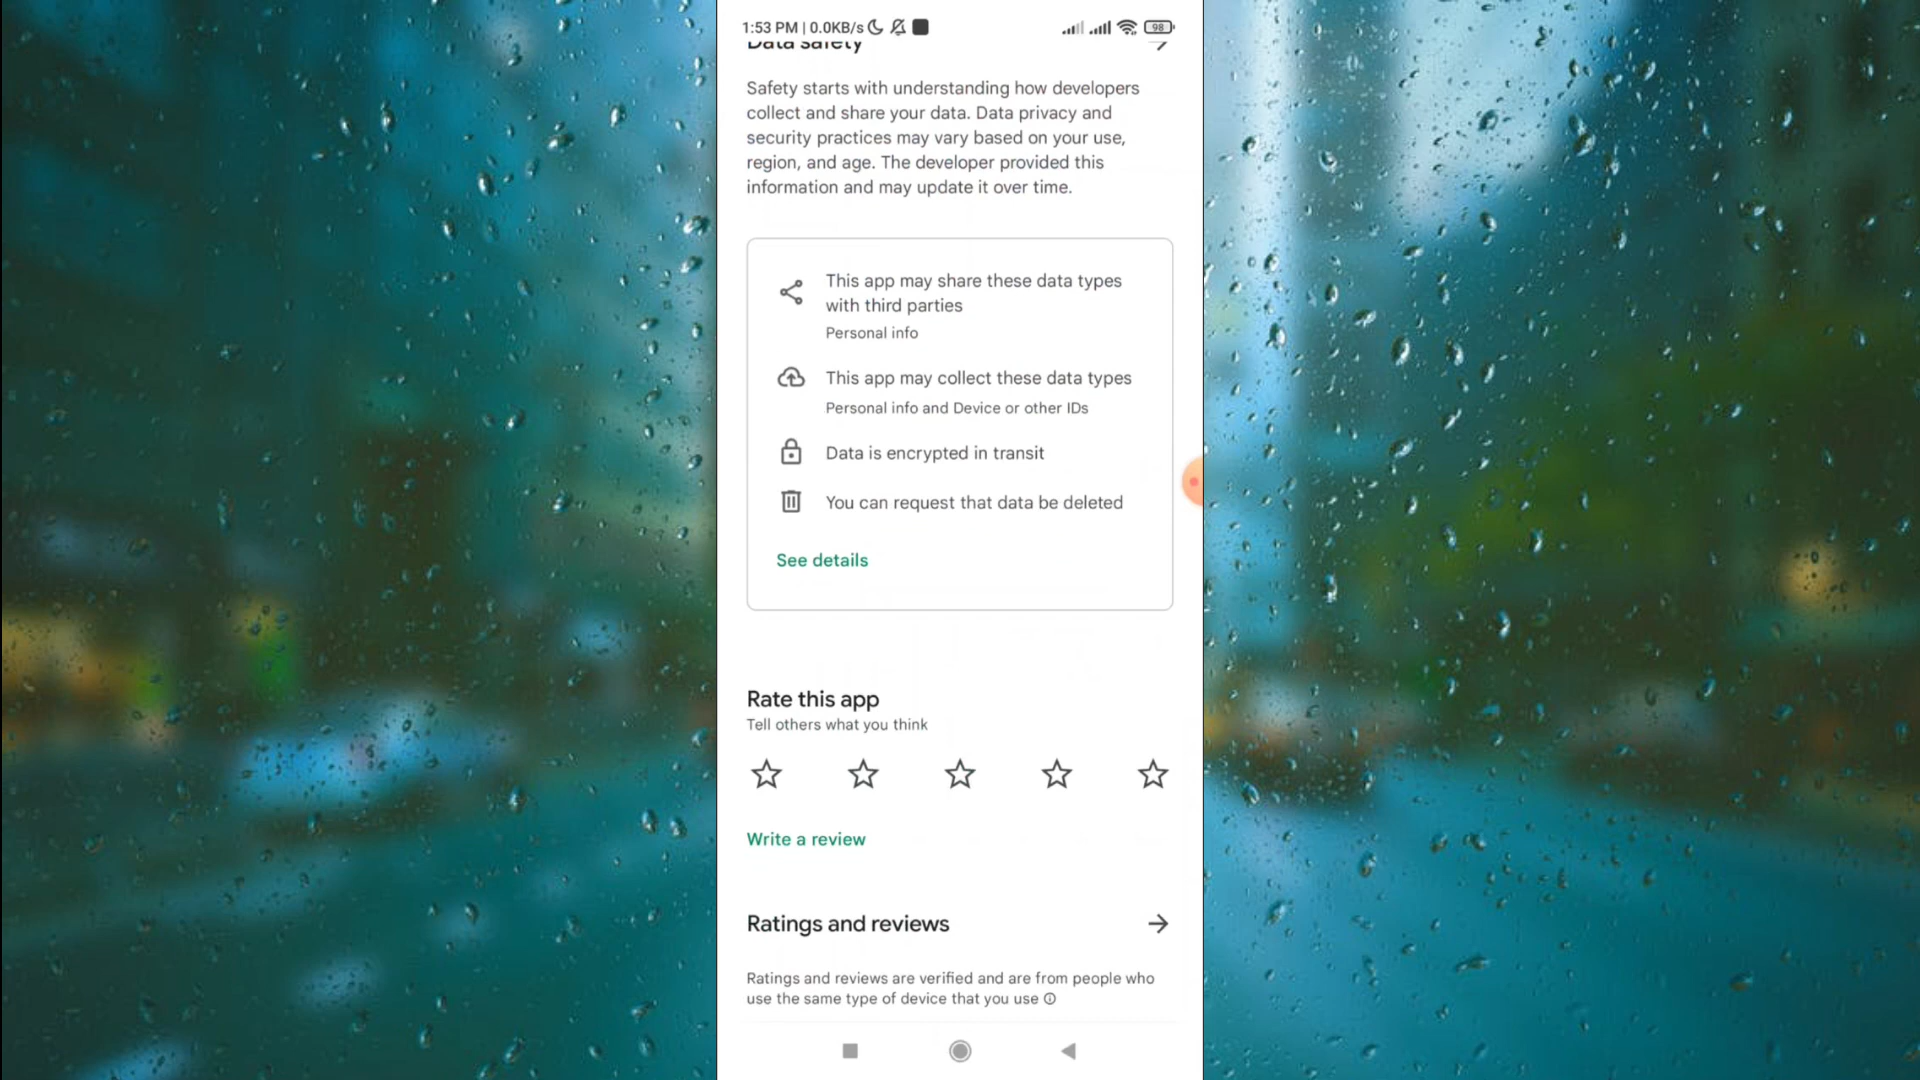 1:53 PM | 0.0KB/s
98
Data safety
Safety starts with understanding how developers
collect and share your data. Data privacy and
security practices may vary based on your use,
region, and age. The developer provided this
information and may update it over time.
This app may share these data types
with third parties
Personal info
This app may collect these data types
Personal info and Device or other IDs
Data is encrypted in transit
You can request that data be deleted
See details
Rate this app
Tell others what you think
Write a review
Ratings and reviews
Ratings and reviews are verified and are from people who
use the same type of device that you use